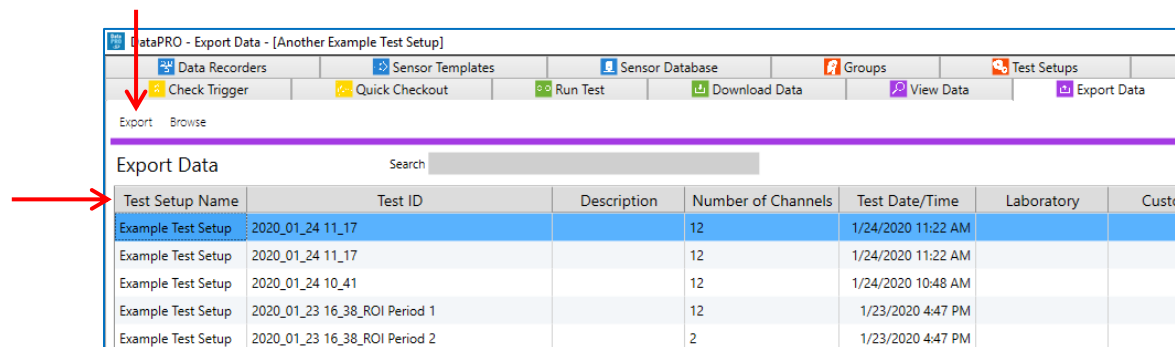 DataPRO - Export Data - [Another Example Test Setup]
Data Recorders Sensor Templates Sensor Database Groups Test Setups
Check Trigger Quick Checkout Run Test Download Data View Data Export Data
Export Browse
Export Data Search
Test Setup Name Test ID Description Number of Channels Test Date/Time Laboratory Custo
Example Test Setup 2020_01_24 11_17 12 1/24/2020 11:22 AM
Example Test Setup 2020_01_24 11_17 12 1/24/2020 11:22 AM
Example Test Setup 2020_01_24 10_41 12 1/24/2020 10:48 AM
Example Test Setup 2020_01_23 16_38_ROI Period 1 12 1/23/2020 4:47 PM
Example Test Setup 2020_01_23 16_38_ROI Period 2 2 1/23/2020 4:47 PM